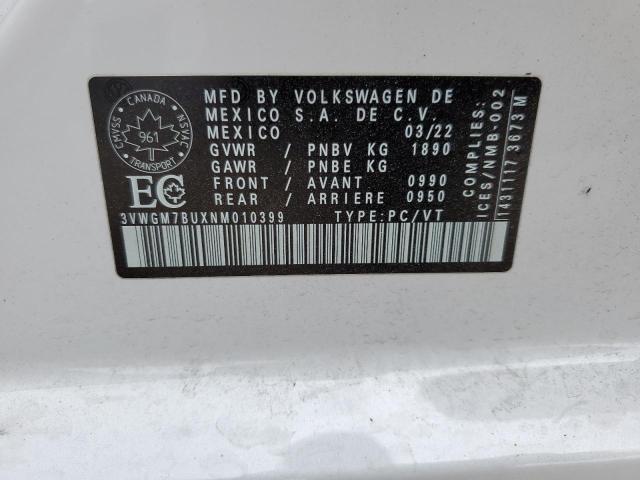 CANADA
CMVSS
NSVAC
961
TRANSPORT
EC
MFD BY VOLKSWAGEN DE
MEXICO S.A. DE C.V.
MEXICO 03/22
GVWR / PNBV KG 1890
GAWR / PNBE KG
FRONT / AVANT 0990
REAR / ARRIERE 0950
3VWGM7BUXNM010399 TYPE:PC/VT
COMPLIES:
ICES/NMB-002
1431117 3673 M